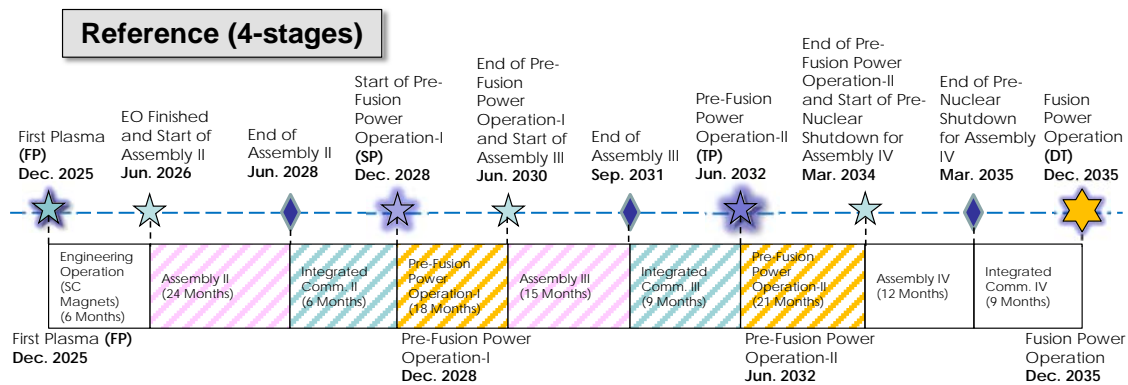 Reference (4-stages)
First Plasma
(FP)
Dec. 2025
EO Finished
and Start of
Assembly II
Jun. 2026
End of
Assembly II
Jun. 2028
Start of Pre-
Fusion
Power
Operation-I
(SP)
Dec. 2028
End of Pre-
Fusion
Power
Operation-I
and Start of
Assembly III
Jun. 2030
End of
Assembly III
Sep. 2031
Pre-Fusion
Power
Operation-II
(TP)
Jun. 2032
End of Pre-
Fusion Power
Operation-II
and Start of Pre-
Nuclear
Shutdown for
Assembly IV
Mar. 2034
End of Pre-
Nuclear
Shutdown
for Assembly
IV
Mar. 2035
Fusion
Power
Operation
(DT)
Dec. 2035
Engineering
Operation
(SC
Magnets)
(6 Months)
Assembly II
(24 Months)
Integrated
Comm. II
(6 Months)
Pre-Fusion
Power
Operation-I
(18 Months)
Assembly III
(15 Months)
Integrated
Comm. III
(9 Months)
Pre-Fusion
Power
Operation-II
(21 Months)
Assembly IV
(12 Months)
Integrated
Comm. IV
(9 Months)
First Plasma (FP)
Dec. 2025
Pre-Fusion Power
Operation-I
Dec. 2028
Pre-Fusion Power
Operation-II
Jun. 2032
Fusion Power
Operation
Dec. 2035